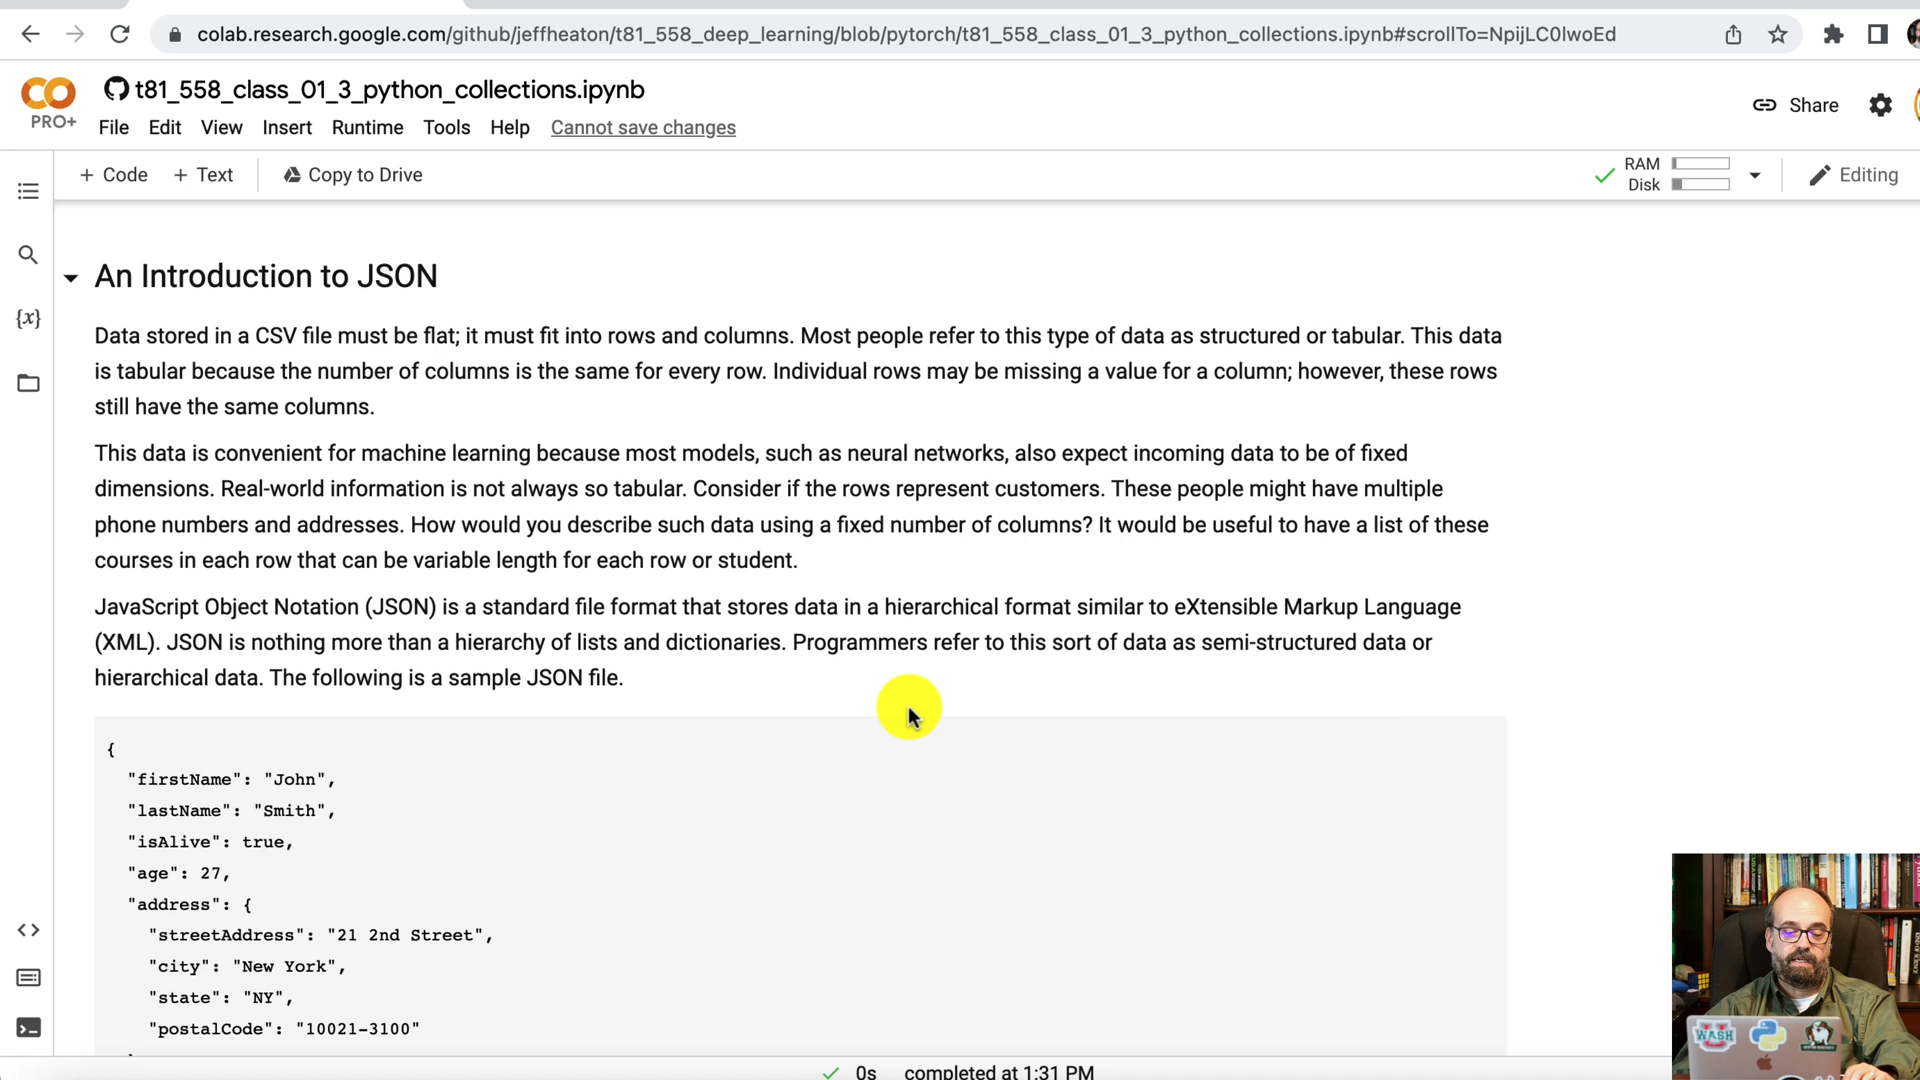 colab.research.google.com/github/jeffheaton/t81_558_deep_learning/blob/pytorch/t81_558_class_01_3_python_collections.ipynb#scrollTo=NpijLC0lwoEd
t81_558_class_01_3_python_collections.ipynb
PRO+
File Edit View Insert Runtime Tools Help Cannot save changes
Share
+ Code + Text Copy to Drive
RAM
Disk
Editing
An Introduction to JSON
Data stored in a CSV file must be flat; it must fit into rows and columns. Most people refer to this type of data as structured or tabular. This data
is tabular because the number of columns is the same for every row. Individual rows may be missing a value for a column; however, these rows
still have the same columns.
This data is convenient for machine learning because most models, such as neural networks, also expect incoming data to be of fixed
dimensions. Real-world information is not always so tabular. Consider if the rows represent customers. These people might have multiple
phone numbers and addresses. How would you describe such data using a fixed number of columns? It would be useful to have a list of these
courses in each row that can be variable length for each row or student.
JavaScript Object Notation (JSON) is a standard file format that stores data in a hierarchical format similar to eXtensible Markup Language
(XML). JSON is nothing more than a hierarchy of lists and dictionaries. Programmers refer to this sort of data as semi-structured data or
hierarchical data. The following is a sample JSON file.
{
"firstName": "John",
"lastName": "Smith",
"isAlive": true,
"age": 27,
"address": {
"streetAddress": "21 2nd Street",
"city": "New York",
"state": "NY",
"postalCode": "10021-3100"
0s completed at 1:31 PM
WASH